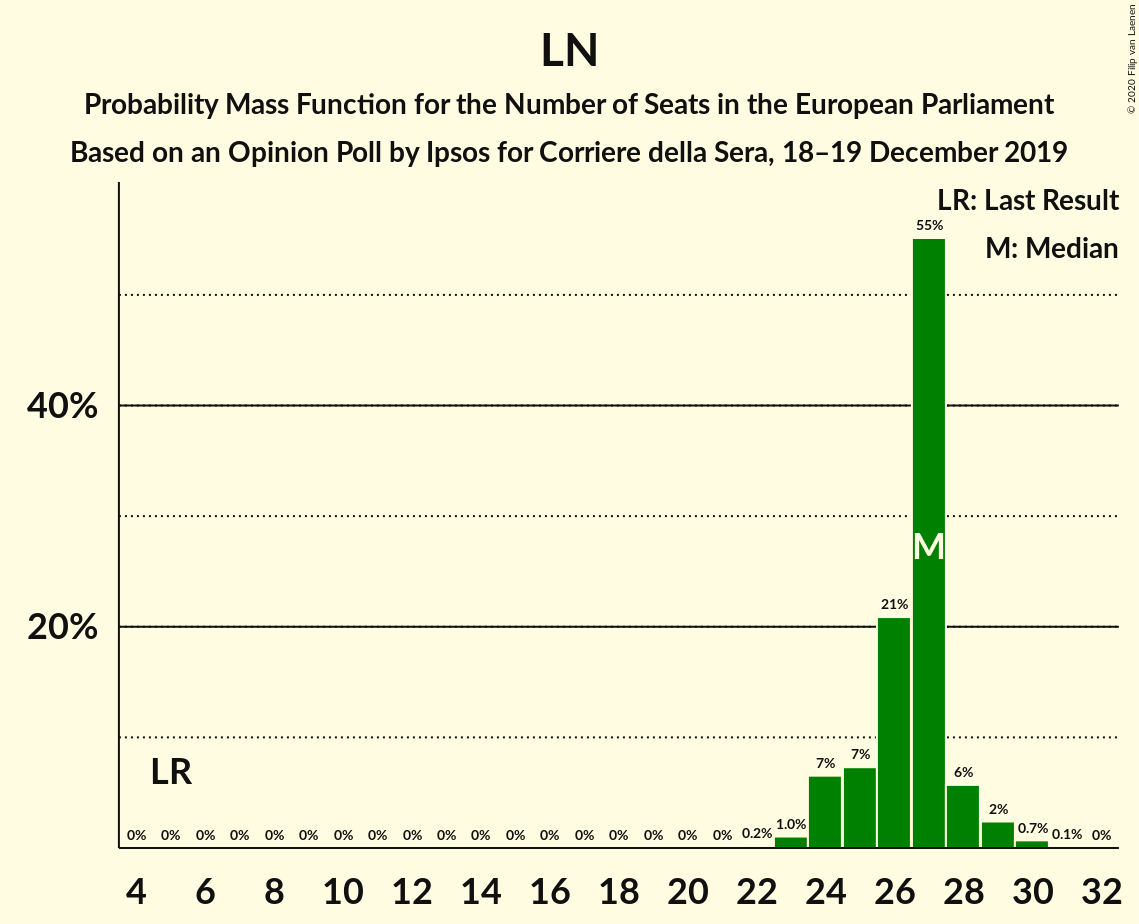 LN
Probability Mass Function for the Number of Seats in the European Parliament
Based on an Opinion Poll by Ipsos for Corriere della Sera, 18–19 December 2019
© 2020 Filip van Laenen
LR: Last Result
M: Median
55%
40%
M
21%
20%
LR
0% 0% 0% 0% 0% 0% 0% 0% 0% 0% 0% 0% 0% 0% 0% 0% 0% 0% 0.2% 1.0% 7% 7% 6% 2% 0.7% 0.1% 0%
4 6 8 10 12 14 16 18 20 22 24 26 28 30 32